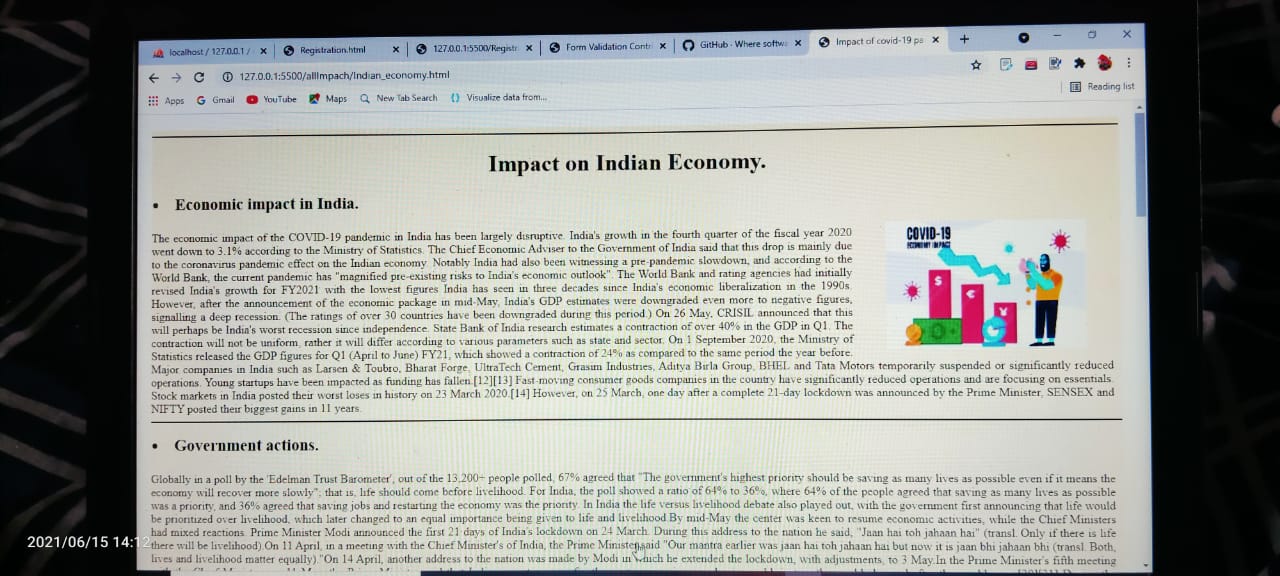 localhost / 127.0.0.1 /
Registration.html
127.0.0.1:5500/Registr
Form Validation Contr
GitHub - Where softwa
Impact of covid-19 pa
127.0.0.1:5500/allImpach/Indian_economy.html
Apps
Gmail
YouTube
Maps
New Tab Search
Visualize data from...
Reading list
Impact on Indian Economy.
• Economic impact in India.
The economic impact of the COVID-19 pandemic in India has been largely disruptive. India's growth in the fourth quarter of the fiscal year 2020
went down to 3.1% according to the Ministry of Statistics. The Chief Economic Adviser to the Government of India said that this drop is mainly due
to the coronavirus pandemic effect on the Indian economy. Notably India had also been witnessing a pre-pandemic slowdown, and according to the
World Bank, the current pandemic has "magnified pre-existing risks to India's economic outlook". The World Bank and rating agencies had initially
revised India's growth for FY2021 with the lowest figures India has seen in three decades since India's economic liberalization in the 1990s.
However, after the announcement of the economic package in mid-May, India's GDP estimates were downgraded even more to negative figures,
signalling a deep recession. (The ratings of over 30 countries have been downgraded during this period.) On 26 May, CRISIL announced that this
will perhaps be India's worst recession since independence. State Bank of India research estimates a contraction of over 40% in the GDP in Q1. The
contraction will not be uniform, rather it will differ according to various parameters such as state and sector. On 1 September 2020, the Ministry of
Statistics released the GDP figures for Q1 (April to June) FY21, which showed a contraction of 24% as compared to the same period the year before.
Major companies in India such as Larsen & Toubro, Bharat Forge, UltraTech Cement, Grasim Industries, Aditya Birla Group, BHEL and Tata Motors temporarily suspended or significantly reduced
operations. Young startups have been impacted as funding has fallen.[12][13] Fast-moving consumer goods companies in the country have significantly reduced operations and are focusing on essentials.
Stock markets in India posted their worst loses in history on 23 March 2020.[14] However, on 25 March, one day after a complete 21-day lockdown was announced by the Prime Minister, SENSEX and
NIFTY posted their biggest gains in 11 years.
COVID-19
ECONOMY IMPACT
$
€
¥
• Government actions.
Globally in a poll by the 'Edelman Trust Barometer', out of the 13,200+ people polled, 67% agreed that "The government's highest priority should be saving as many lives as possible even if it means the
economy will recover more slowly"; that is, life should come before livelihood. For India, the poll showed a ratio of 64% to 36%, where 64% of the people agreed that saving as many lives as possible
was a priority, and 36% agreed that saving jobs and restarting the economy was the priority. In India the life versus livelihood debate also played out, with the government first announcing that life would
be prioritized over livelihood, which later changed to an equal importance being given to life and livelihood.By mid-May the center was keen to resume economic activities, while the Chief Ministers
had mixed reactions. Prime Minister Modi announced the first 21 days of India's lockdown on 24 March. During this address to the nation he said, "Jaan hai toh jahaan hai" (transl. Only if there is life
there will be livelihood).On 11 April, in a meeting with the Chief Minister's of India, the Prime Minister said "Our mantra earlier was jaan hai toh jahaan hai but now it is jaan bhi jahaan bhi (transl. Both,
lives and livelihood matter equally)."On 14 April, another address to the nation was made by Modi in which he extended the lockdown, with adjustments, to 3 May.In the Prime Minister's fifth meeting
2021/06/15 14:12